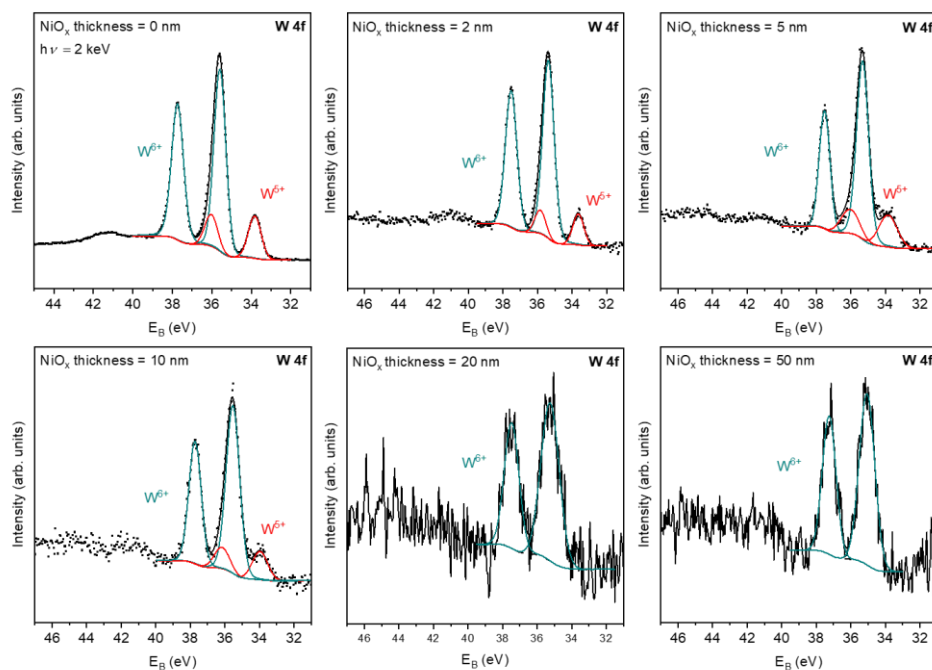 NiOₓ thickness = 0 nm W 4f
hν = 2 keV
W⁶⁺
W⁵⁺
Intensity (arb. units)
44 42 40 38 36 34 32
E_B (eV)
NiOₓ thickness = 2 nm W 4f
W⁶⁺
W⁵⁺
Intensity (arb. units)
46 44 42 40 38 36 34 32
E_B (eV)
NiOₓ thickness = 5 nm W 4f
W⁶⁺
W⁵⁺
Intensity (arb. units)
46 44 42 40 38 36 34 32
E_B (eV)
NiOₓ thickness = 10 nm W 4f
W⁶⁺
W⁵⁺
Intensity (arb. units)
46 44 42 40 38 36 34 32
E_B (eV)
NiOₓ thickness = 20 nm W 4f
W⁶⁺
Intensity (arb. units)
46 44 42 40 38 36 34 32
E_B (eV)
NiOₓ thickness = 50 nm W 4f
W⁶⁺
Intensity (arb. units)
46 44 42 40 38 36 34 32
E_B (eV)